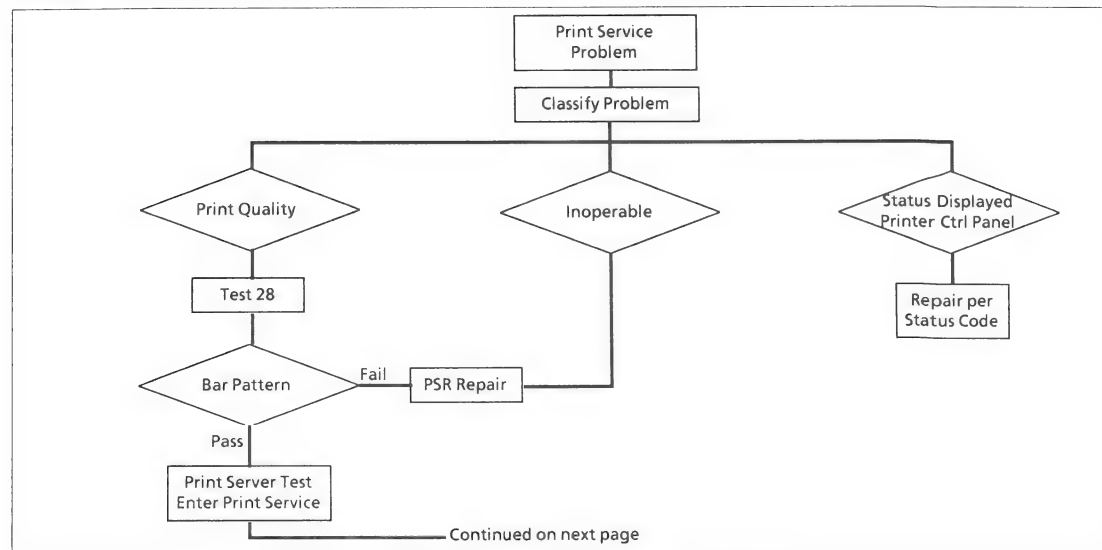 Print Service
Problem
Classify Problem
Print Quality
Inoperable
Status Displayed
Printer Ctrl Panel
Test 28
Repair per
Status Code
Bar Pattern
Fail
PSR Repair
Pass
Print Server Test
Enter Print Service
Continued on next page